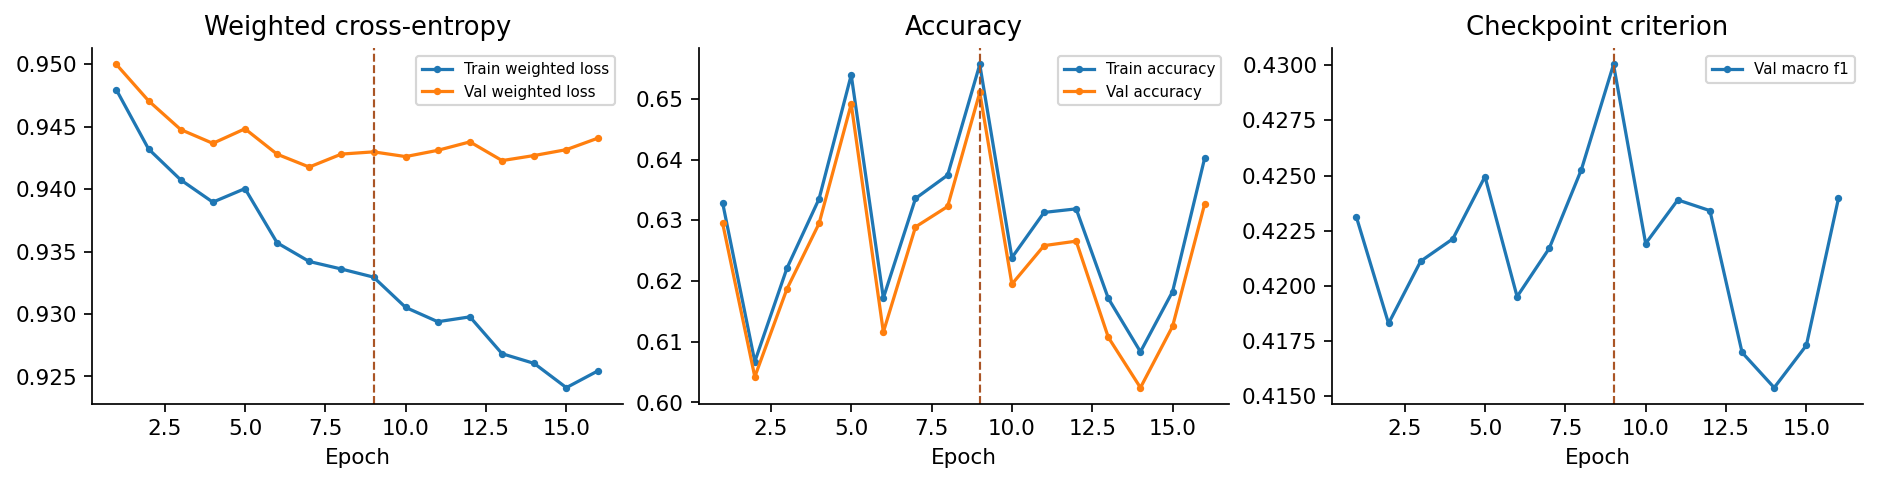 Weighted cross-entropy
Train weighted loss
Val weighted loss
0.950
0.945
0.940
0.935
0.930
0.925
2.5 5.0 7.5 10.0 12.5 15.0
Epoch
Accuracy
Train accuracy
Val accuracy
0.65
0.64
0.63
0.62
0.61
0.60
2.5 5.0 7.5 10.0 12.5 15.0
Epoch
Checkpoint criterion
Val macro f1
0.4300
0.4275
0.4250
0.4225
0.4200
0.4175
0.4150
2.5 5.0 7.5 10.0 12.5 15.0
Epoch